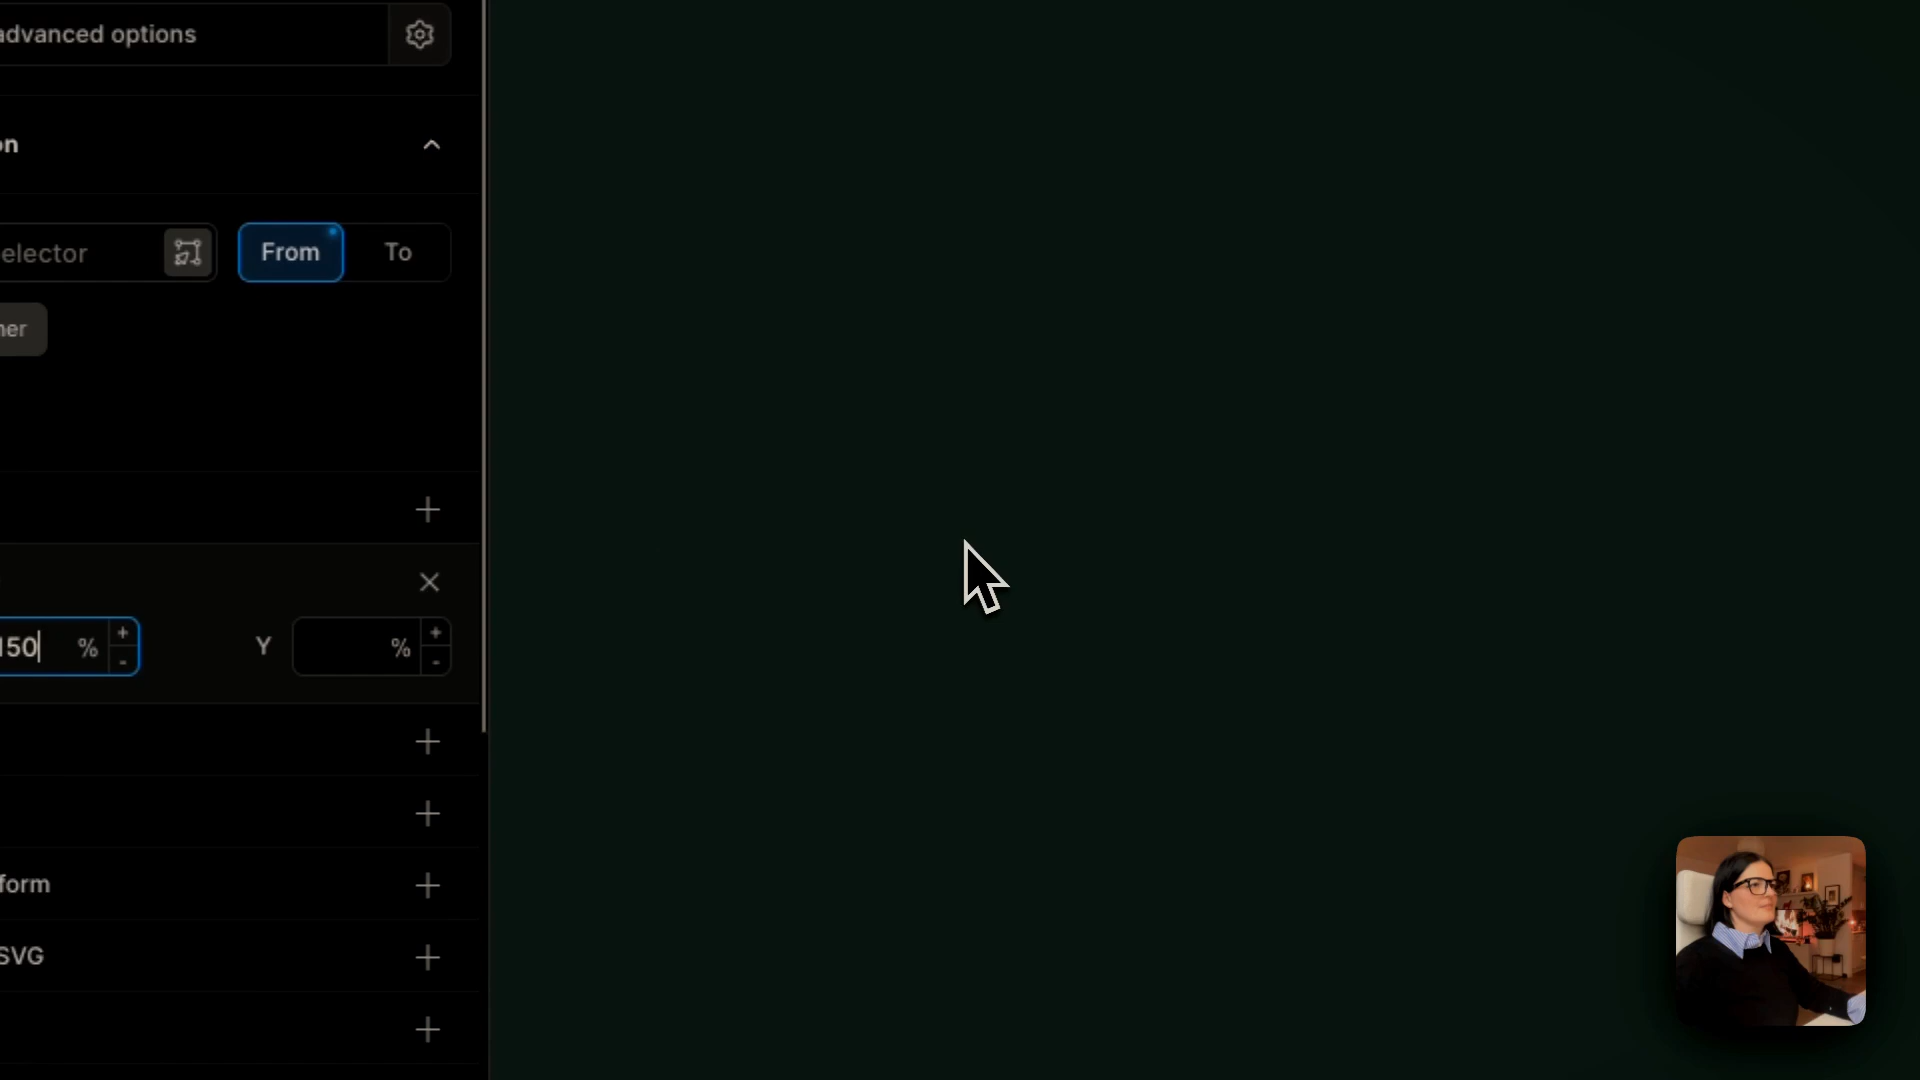 advanced options
on
elector
From
To
ner
150
%
+
-
Y
%
+
-
form
SVG